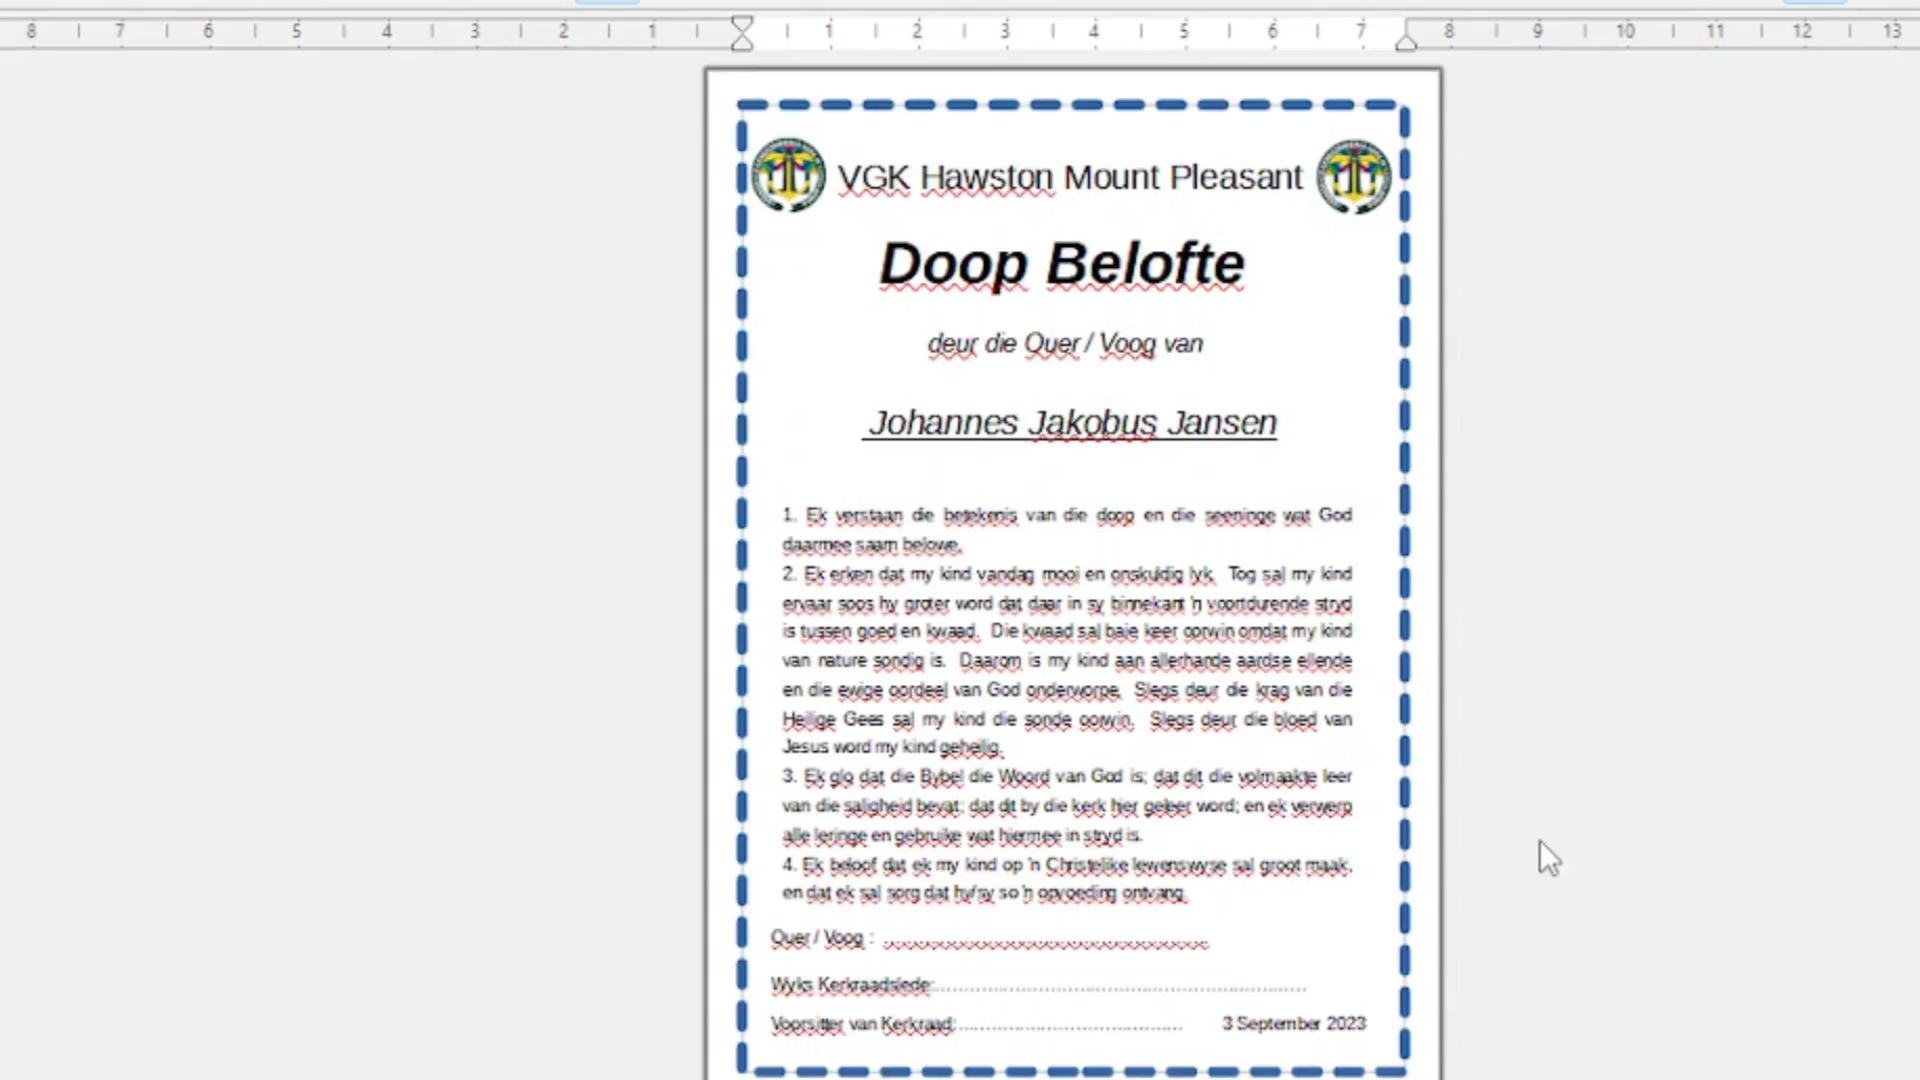 8 7 6 5 4 3 2 1 1 2 3 4 5 6 7 8 9 10 11 12 13
VGK Hawston Mount Pleasant
Doop Belofte
deur die Ouer / Voog van
Johannes Jakobus Jansen
1. Ek verstaan die betekenis van die doop en die seeninge wat God
daarmee saam belowe.
2. Ek erken dat my kind vandag mooi en onskuldig lyk. Tog sal my kind
ervaar soos hy groter word dat daar in sy binnekant 'n voortdurende stryd
is tussen goed en kwaad. Die kwaad sal baie keer oorwin omdat my kind
van nature sondig is. Daarom is my kind aan allerhande aardse ellende
en die ewige oordeel van God onderworpe. Slegs deur die krag van die
Heilige Gees sal my kind die sonde oorwin. Slegs deur die bloed van
Jesus word my kind geheilig.
3. Ek glo dat die Bybel die Woord van God is; dat dit die volmaakte leer
van die saligheid bevat; dat dit by die kerk hier geleer word; en ek verwerp
alle leringe en gebruike wat hiermee in stryd is.
4. Ek beloof dat ek my kind op 'n Christelike lewenswyse sal groot maak,
en dat ek sal sorg dat hy/sy so 'n opvoeding ontvang.
Ouer / Voog : ........................................
Wyks Kerkraadslede:................................................
Voorsitter van Kerkraad:............................. 3 September 2023